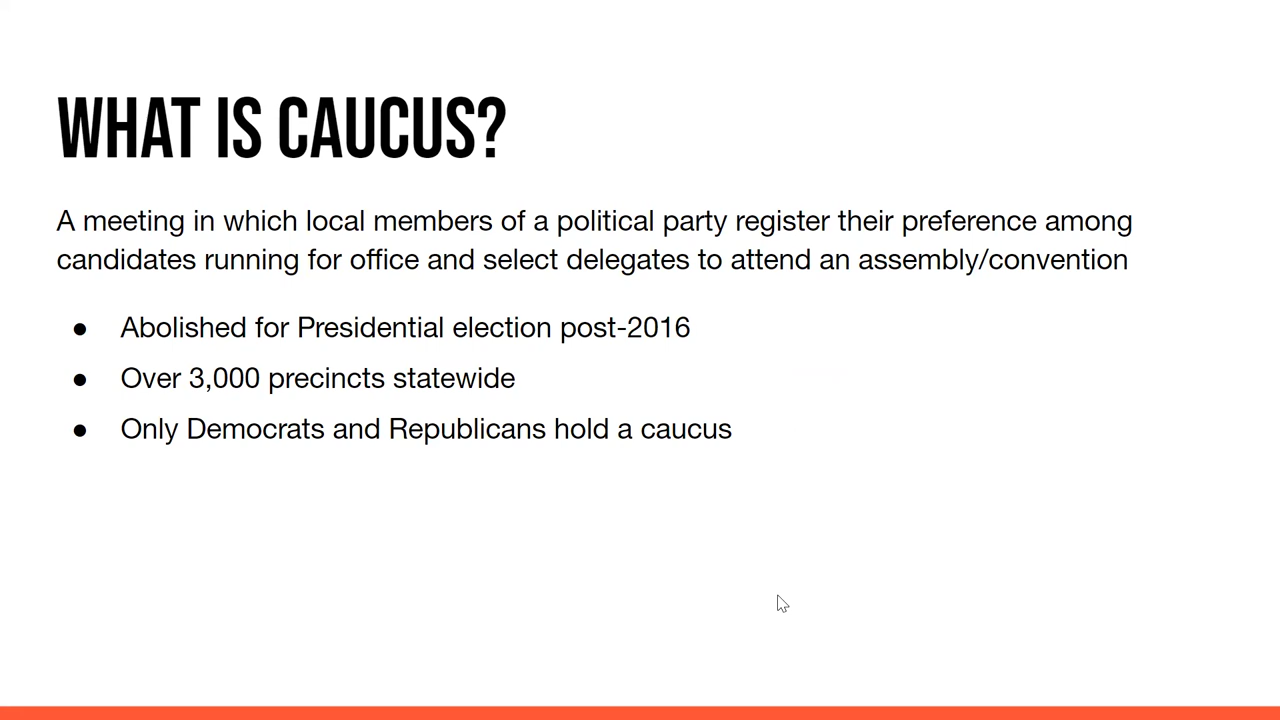 WHAT IS CAUCUS?
A meeting in which local members of a political party register their preference among
candidates running for office and select delegates to attend an assembly/convention
● Abolished for Presidential election post-2016
● Over 3,000 precincts statewide
● Only Democrats and Republicans hold a caucus